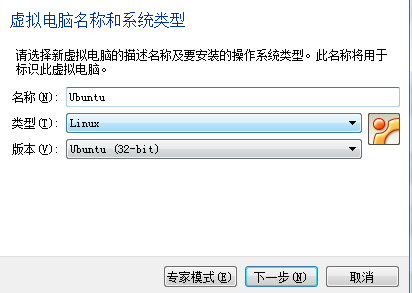 虚拟电脑名称和系统类型
请选择新虚拟电脑的描述名称及要安装的操作系统类型。此名称将用于
标识此虚拟电脑。
名称(N): Ubuntu
类型(T): Linux
版本(V): Ubuntu (32-bit)
专家模式(E) 下一步(N) 取消